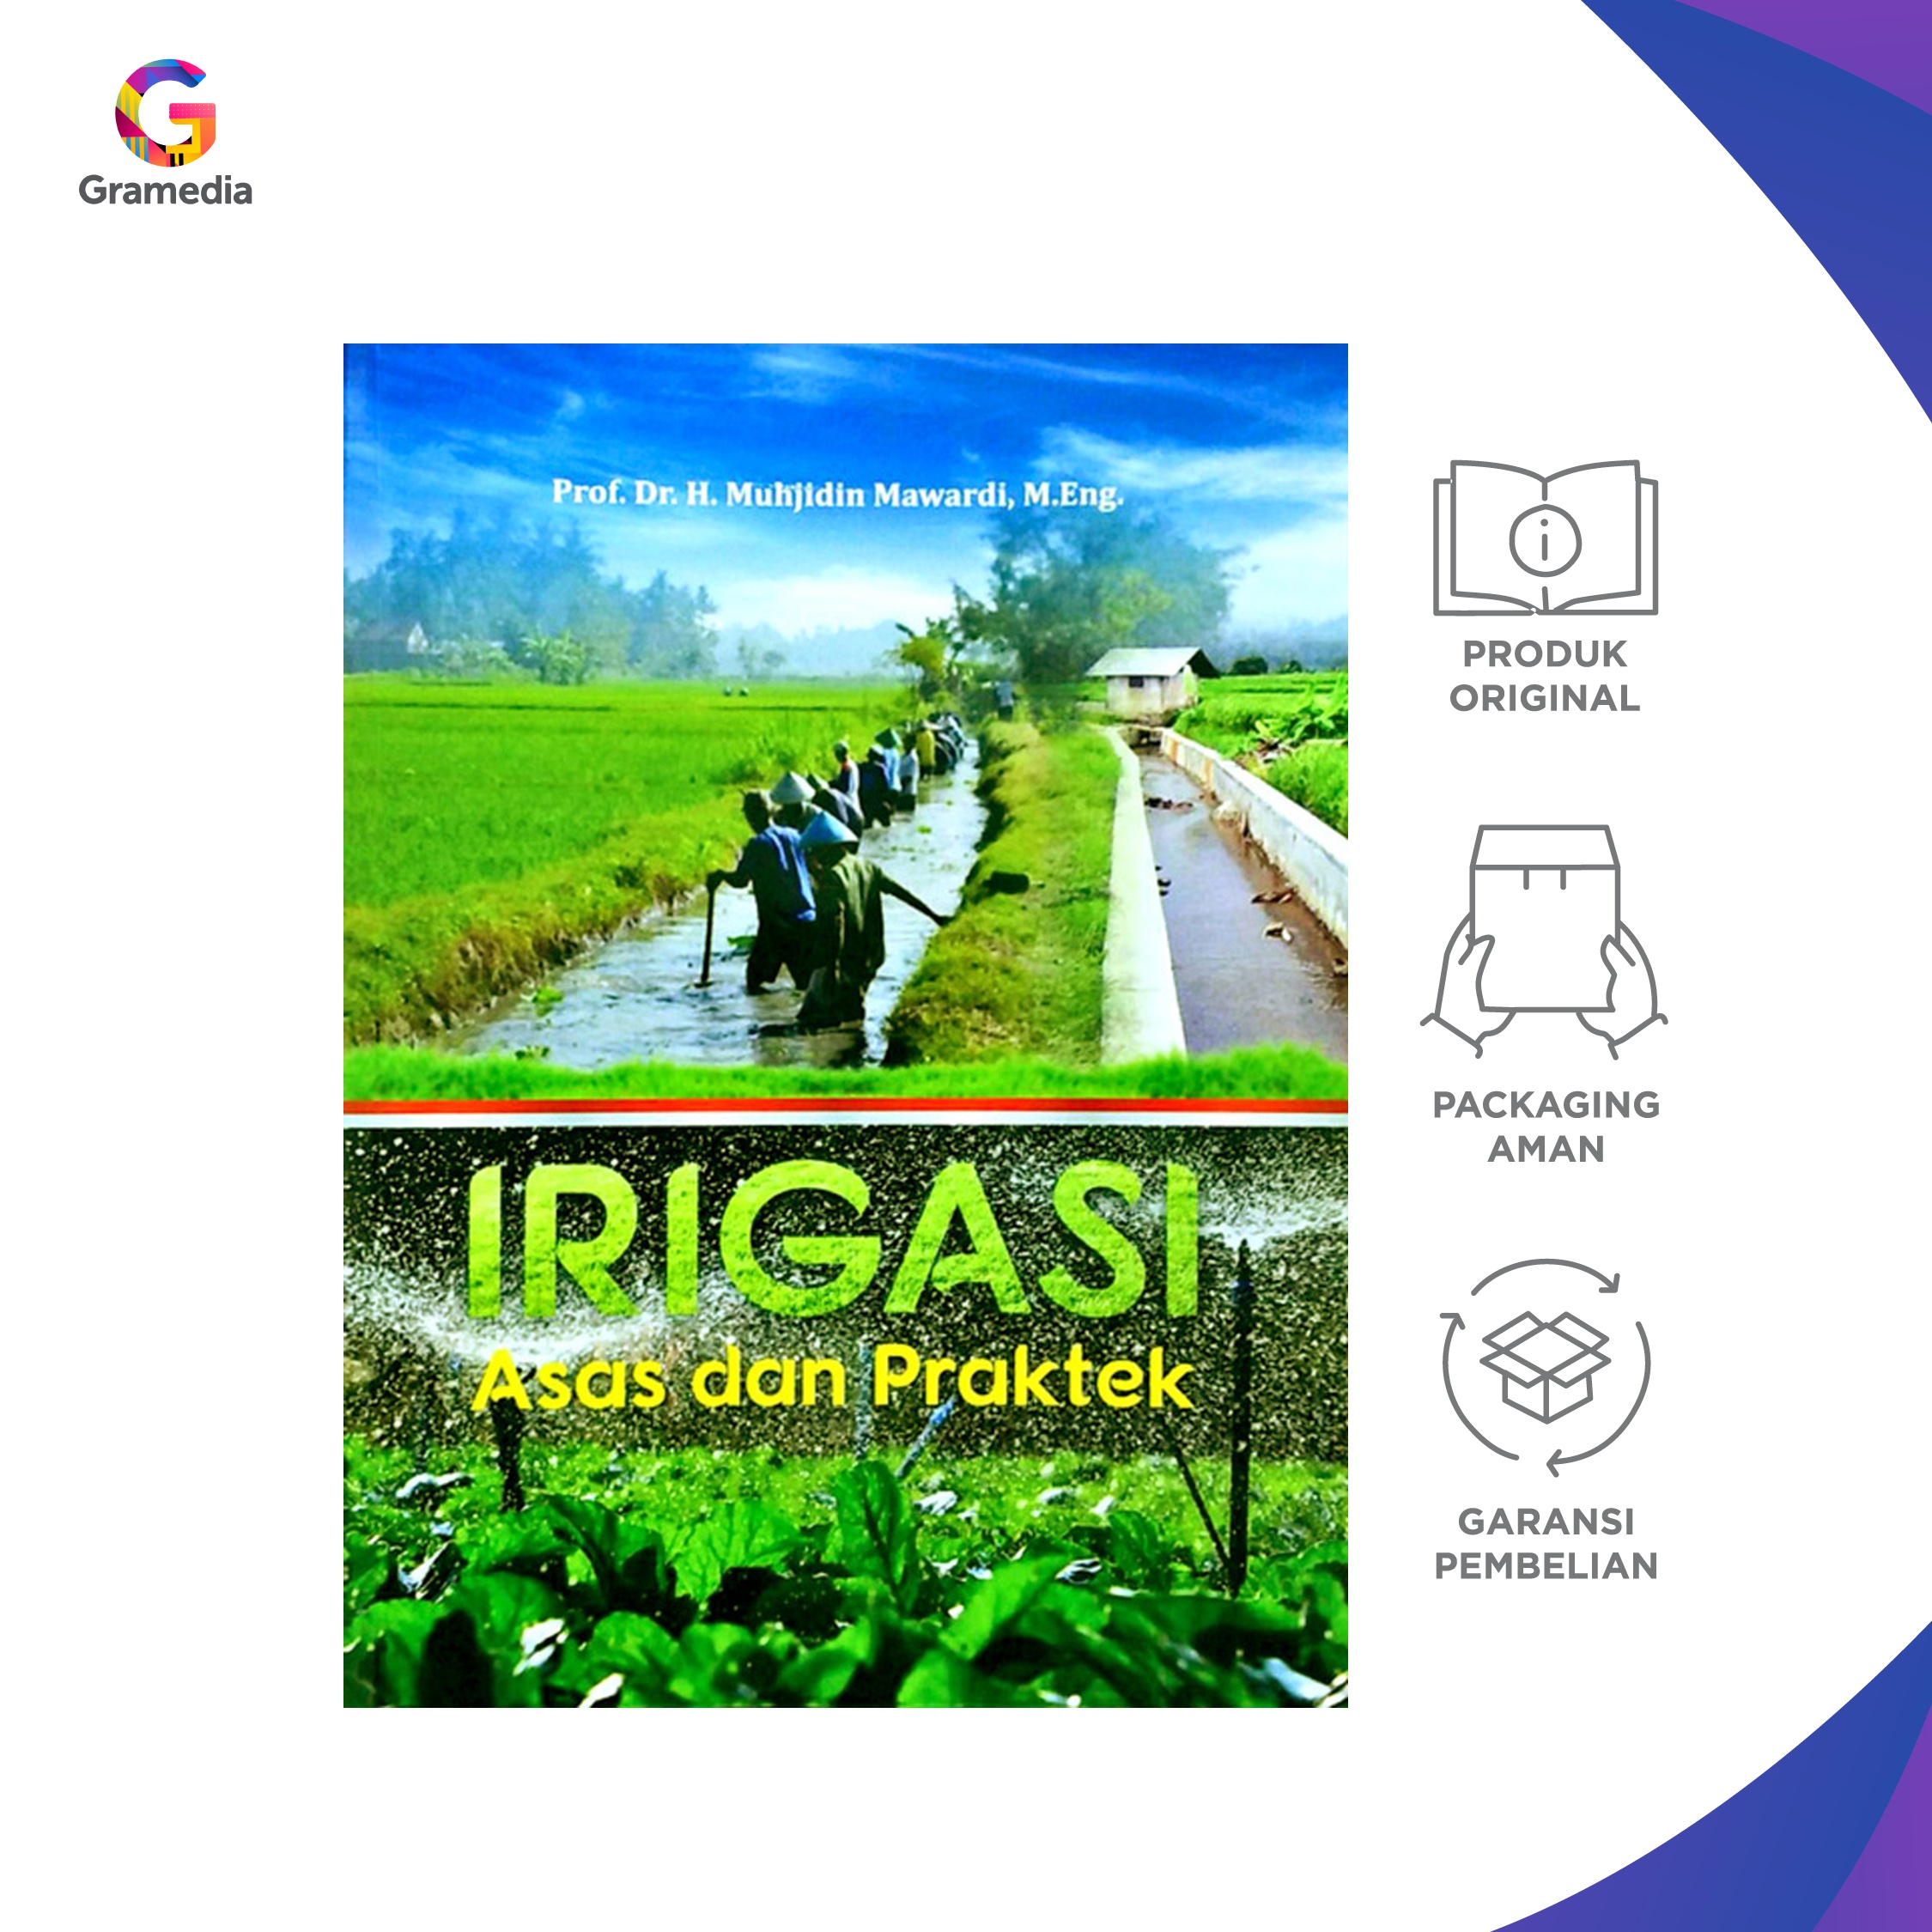 Gramedia
Prof. Dr. H. Muhjidin Mawardi, M.Eng.
IRIGASI
Asas dan Praktek
PRODUK
ORIGINAL
PACKAGING
AMAN
GARANSI
PEMBELIAN